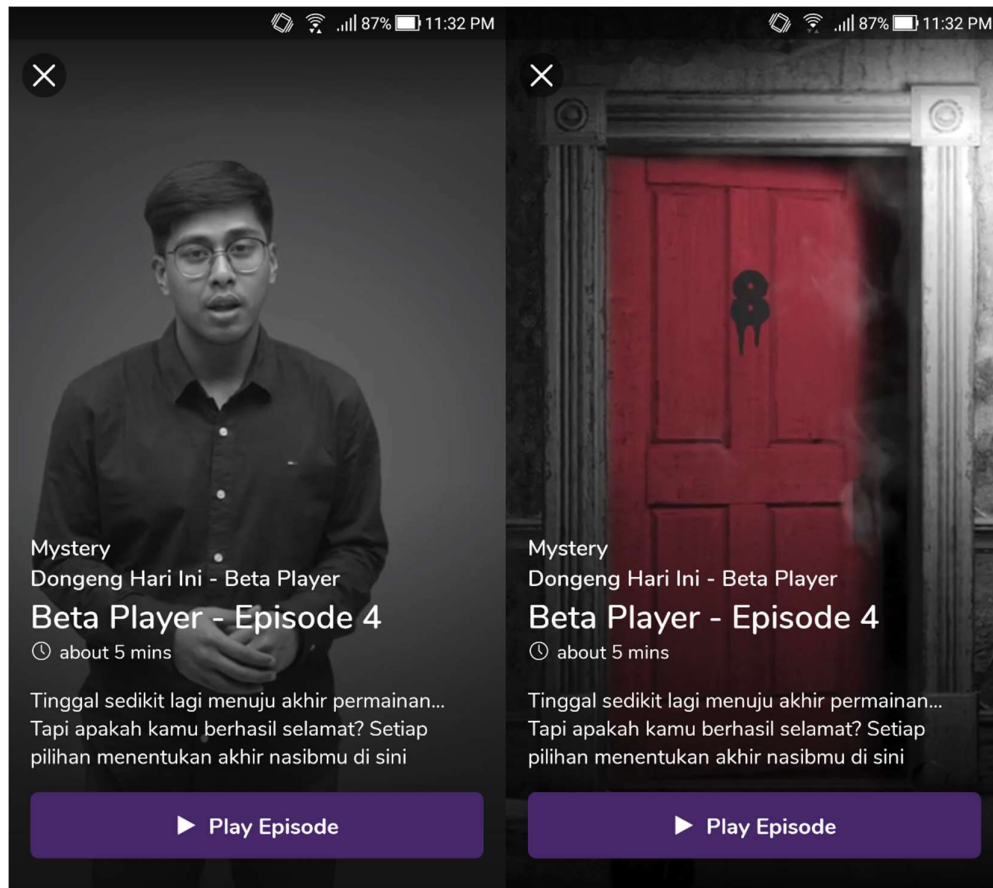 87% 11:32 PM
Mystery
Dongeng Hari Ini - Beta Player
Beta Player - Episode 4
about 5 mins
Tinggal sedikit lagi menuju akhir permainan...
Tapi apakah kamu berhasil selamat? Setiap
pilihan menentukan akhir nasibmu di sini
Play Episode
87% 11:32 PM
8
Mystery
Dongeng Hari Ini - Beta Player
Beta Player - Episode 4
about 5 mins
Tinggal sedikit lagi menuju akhir permainan...
Tapi apakah kamu berhasil selamat? Setiap
pilihan menentukan akhir nasibmu di sini
Play Episode